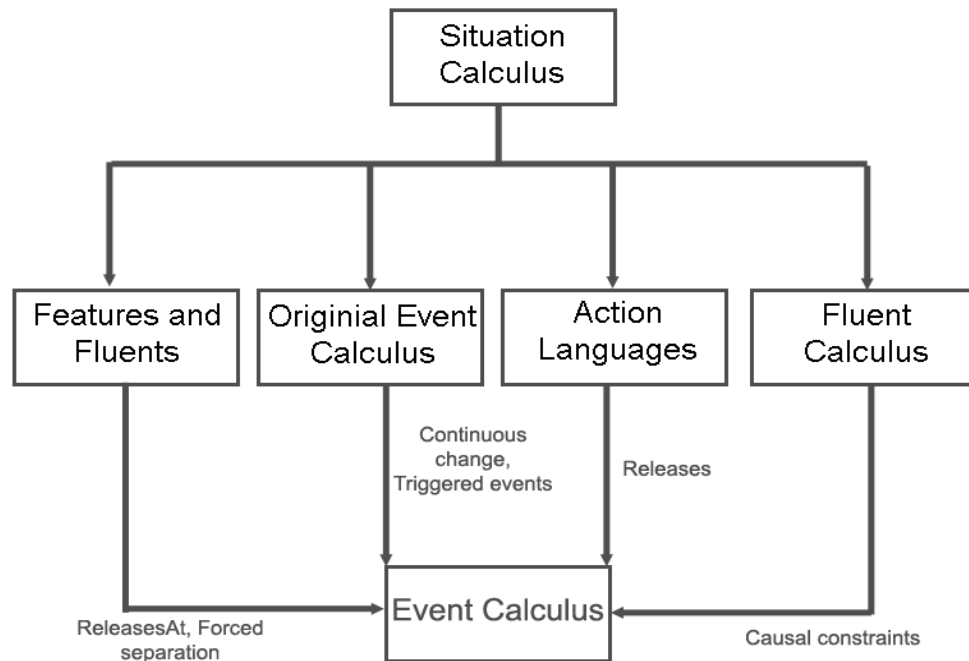 Situation
Calculus
Features and
Fluents
Originial Event
Calculus
Action
Languages
Fluent
Calculus
Continuous
change,
Triggered events
Releases
Event Calculus
ReleasesAt, Forced
separation
Causal constraints